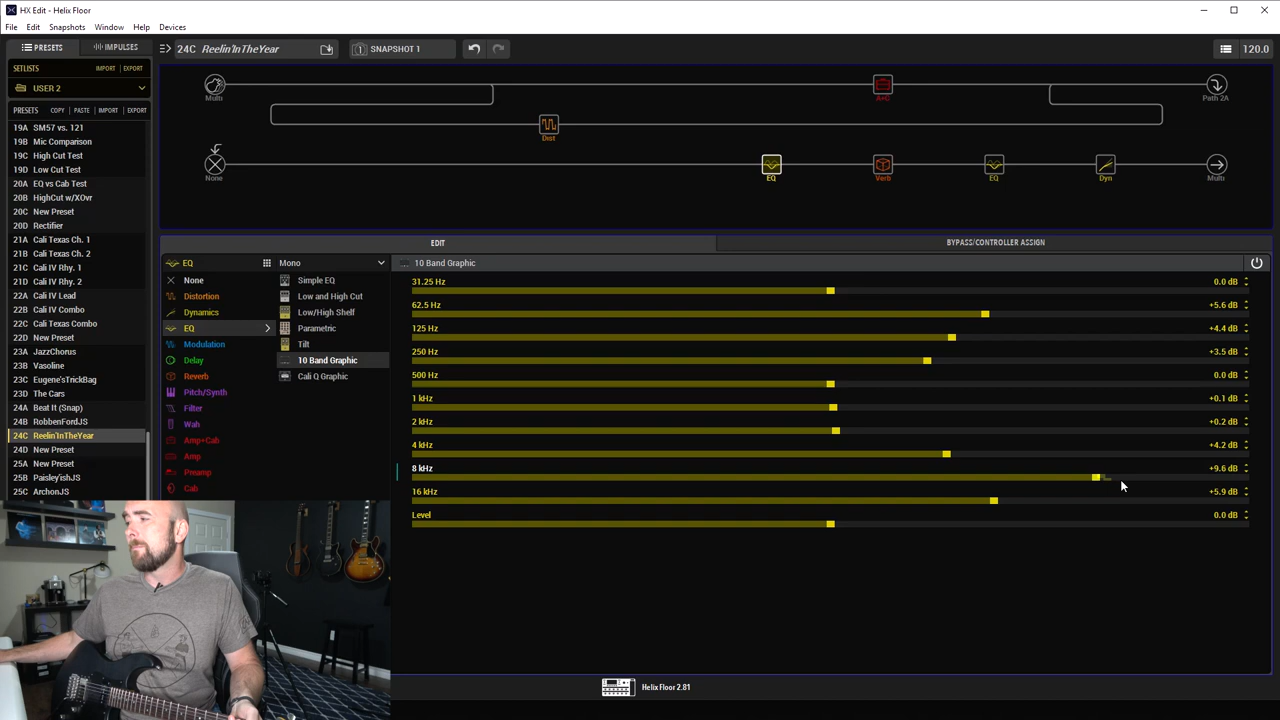 HX Edit - Helix Floor
File Edit Snapshots Window Help Devices
PRESETS IMPULSES
24C Reelin'InTheYear
1 SNAPSHOT 1
120.0
SETLISTS IMPORT EXPORT
USER 2
PRESETS COPY PASTE IMPORT EXPORT
19A SM57 vs. 121
19B Mic Comparison
19C High Cut Test
19D Low Cut Test
20A EQ vs Cab Test
20B HighCut w/XOvr
20C New Preset
20D Rectifier
21A Cali Texas Ch. 1
21B Cali Texas Ch. 2
21C Cali IV Rhy. 1
21D Cali IV Rhy. 2
22A Cali IV Lead
22B Cali IV Combo
22C Cali Texas Combo
22D New Preset
23A JazzChorus
23B Vasoline
23C Eugene'sTrickBag
23D The Cars
24A Beat It (Snap)
24B RobbenFordJS
24C Reelin'InTheYear
24D New Preset
25A New Preset
25B Paisley'ishJS
25C ArchonJS
Multi
A+C
Path 2A
Dist
None
EQ
Verb
EQ
Dyn
Multi
EDIT
BYPASS/CONTROLLER ASSIGN
EQ
Mono
10 Band Graphic
None
Distortion
Dynamics
EQ
Modulation
Delay
Reverb
Pitch/Synth
Filter
Wah
Amp+Cab
Amp
Preamp
Cab
Simple EQ
Low and High Cut
Low/High Shelf
Parametric
Tilt
10 Band Graphic
Cali Q Graphic
31.25 Hz 0.0 dB
62.5 Hz +5.6 dB
125 Hz +4.4 dB
250 Hz +3.5 dB
500 Hz 0.0 dB
1 kHz +0.1 dB
2 kHz +0.2 dB
4 kHz +4.2 dB
8 kHz +9.6 dB
16 kHz +5.9 dB
Level 0.0 dB
Helix Floor 2.81